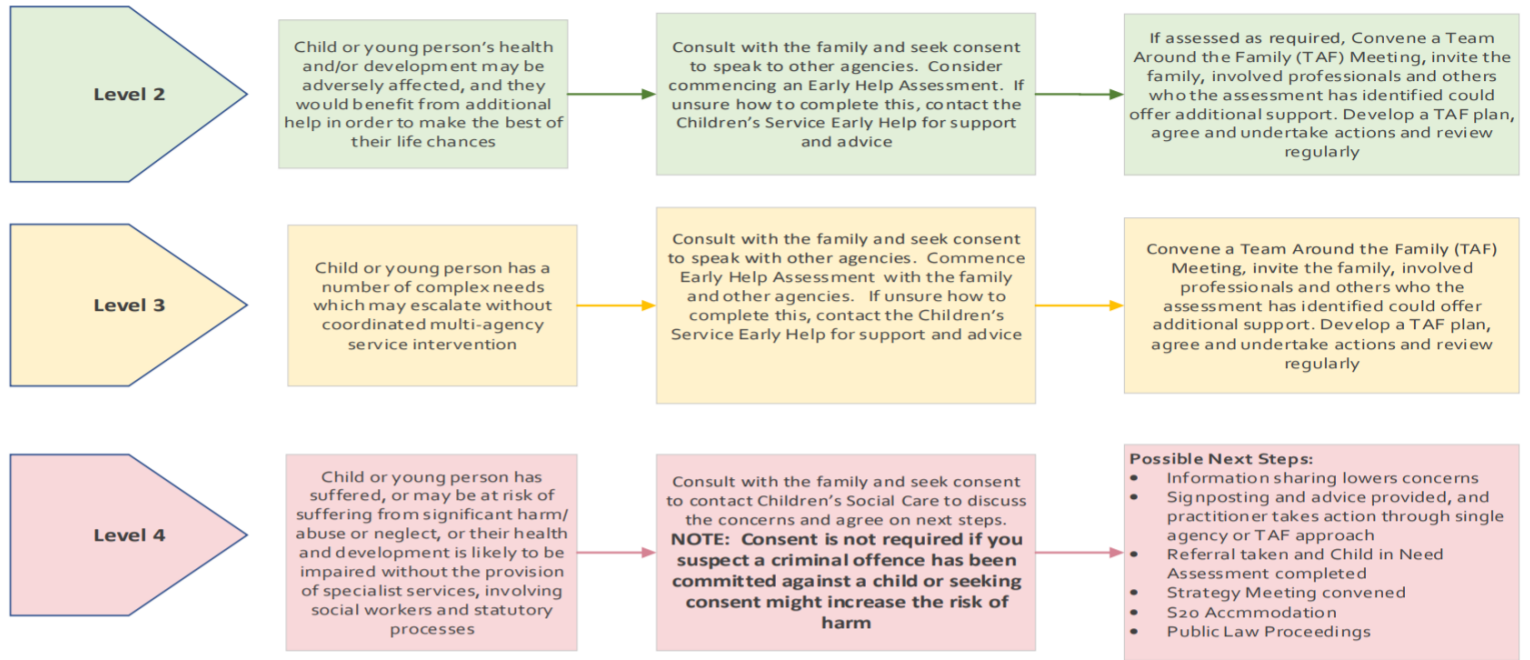 Level 2
Child or young person's health
and/or development may be
adversely affected, and they
would benefit from additional
help in order to make the best of
their life chances
Consult with the family and seek consent
to speak to other agencies. Consider
commencing an Early Help Assessment. If
unsure how to complete this, contact the
Children's Service Early Help for support
and advice
If assessed as required, Convene a Team
Around the Family (TAF) Meeting, invite the
family, involved professionals and others
who the assessment has identified could
offer additional support. Develop a TAF plan,
agree and undertake actions and review
regularly
Level 3
Child or young person has a
number of complex needs
which may escalate without
coordinated multi-agency
service intervention
Consult with the family and seek consent
to speak with other agencies. Commence
Early Help Assessment with the family
and other agencies. If unsure how to
complete this, contact the Children's
Service Early Help for support and advice
Convene a Team Around the Family (TAF)
Meeting, invite the family, involved
professionals and others who the
assessment has identified could offer
additional support. Develop a TAF plan,
agree and undertake actions and review
regularly
Level 4
Child or young person has
suffered, or may be at risk of
suffering from significant harm/
abuse or neglect, or their health
and development is likely to be
impaired without the provision
of specialist services, involving
social workers and statutory
processes
Consult with the family and seek consent
to contact Children's Social Care to discuss
the concerns and agree on next steps.
NOTE: Consent is not required if you
suspect a criminal offence has been
committed against a child or seeking
consent might increase the risk of
harm
Possible Next Steps:
• Information sharing lowers concerns
• Signposting and advice provided, and
practitioner takes action through single
agency or TAF approach
• Referral taken and Child in Need
Assessment completed
• Strategy Meeting convened
• S20 Accmmodation
• Public Law Proceedings